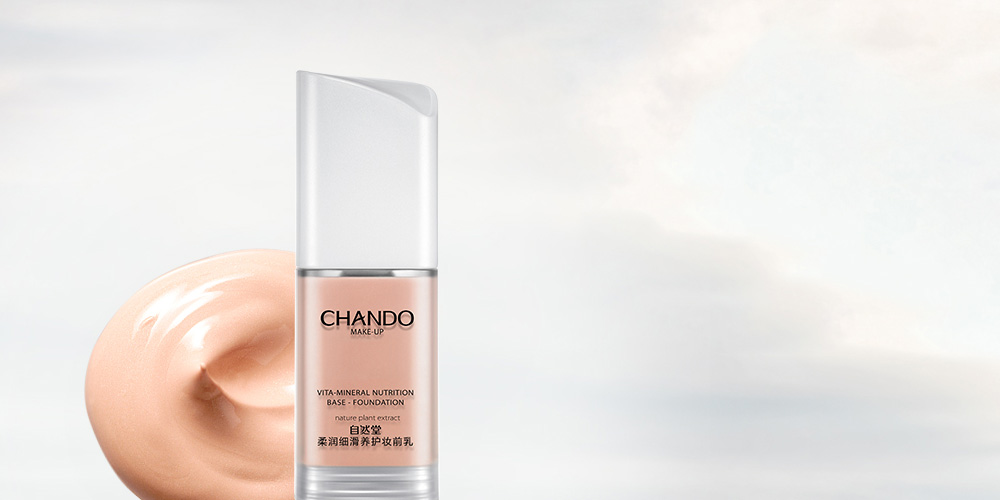 CHANDO
MAKE-UP
VITA-MINERAL NUTRITION
BASE - FOUNDATION
nature plant extract
自然堂
柔润细滑养护妆前乳